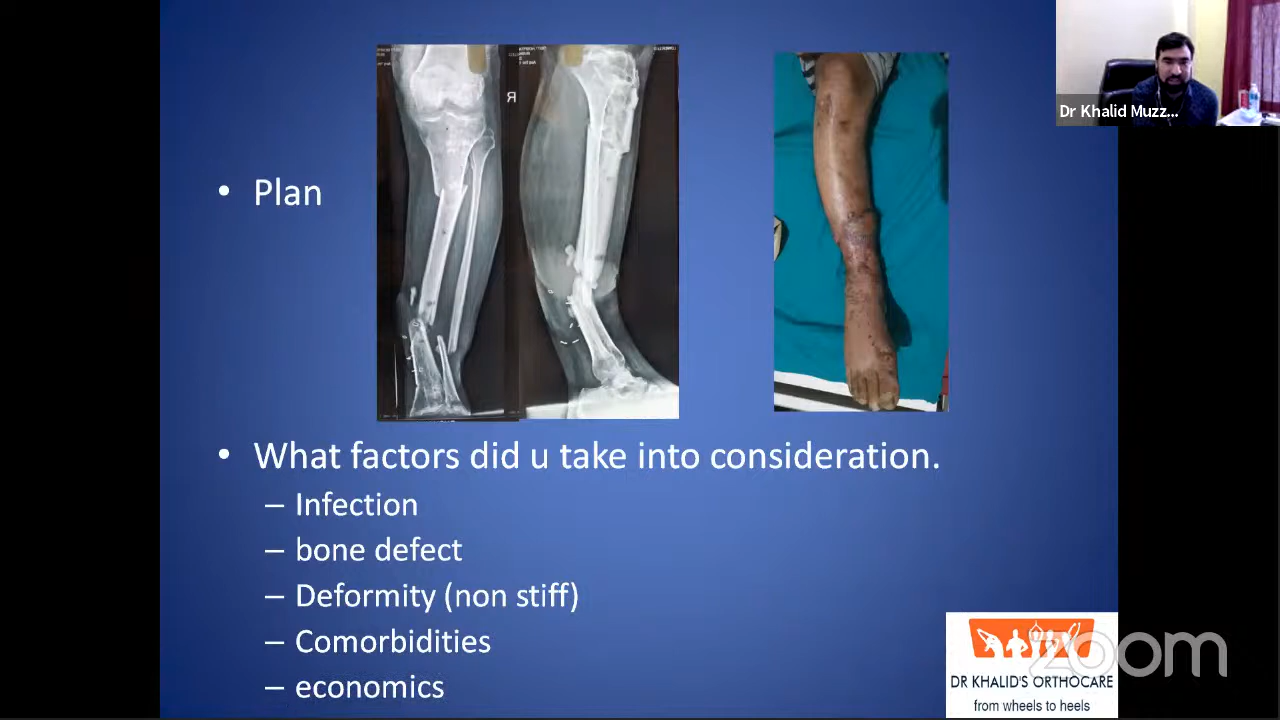 Dr Khalid Muzz...
R
• Plan
• What factors did u take into consideration.
– Infection
– bone defect
– Deformity (non stiff)
– Comorbidities
– economics
zoom
DR KHALID'S ORTHOCARE
from wheels to heels